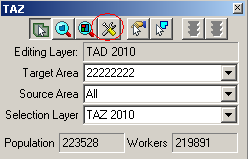 TAZ
Editing Layer: TAD 2010
Target Area 22222222
Source Area All
Selection Layer TAZ 2010
Population 223528 Workers 219891